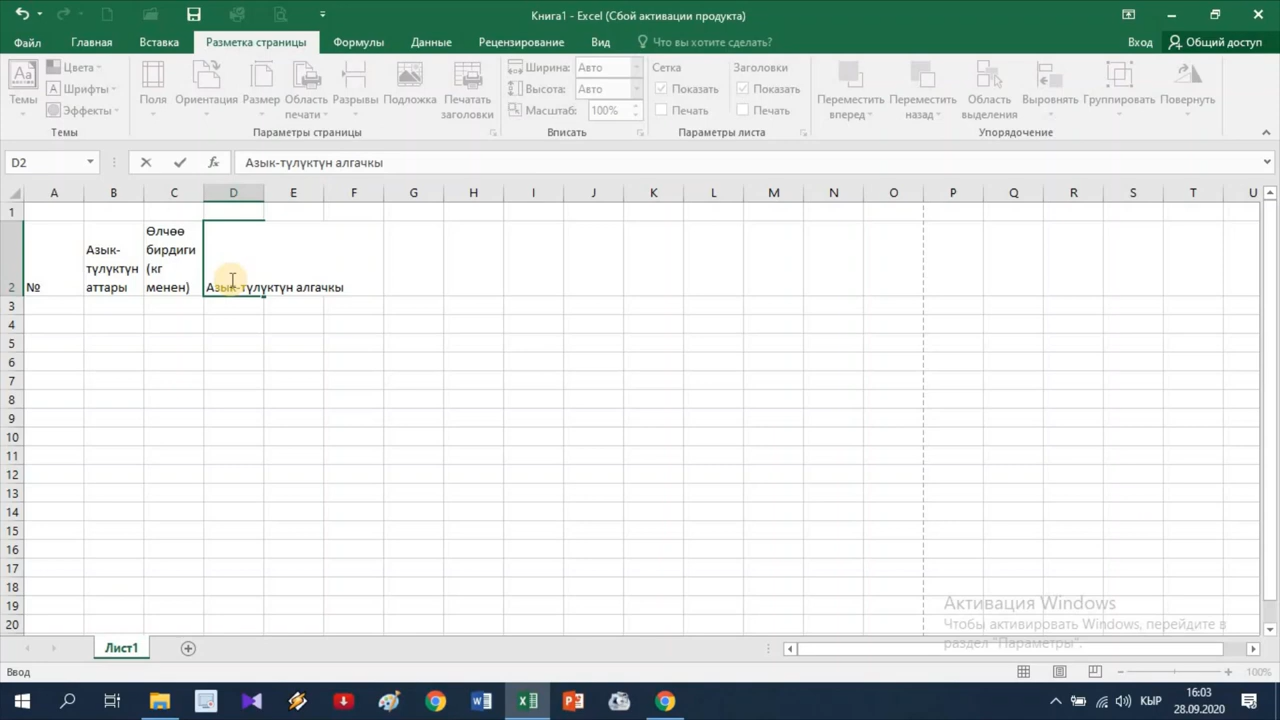 Книга1 - Excel (Сбой активации продукта)
Файл Главная Вставка Разметка страницы Формулы Данные Рецензирование Вид Что вы хотите сделать? Вход Общий доступ
Темы
Цвета
Шрифты
Эффекты
Темы
Поля Ориентация Размер Область печати Разрывы Подложка Печатать заголовки
Параметры страницы
Ширина: Авто
Высота: Авто
Масштаб: 100%
Вписать
Сетка Заголовки
Показать Показать
Печать Печать
Параметры листа
Переместить вперед Переместить назад Область выделения Выровнять Группировать Повернуть
Упорядочение
D2 fx Азык-түлүктүн алгачкы
A B C D E F G H I J K L M N O P Q R S T U
1
2
№
Азык-
түлүктүн
аттары
Өлчөө
бирдиги
(кг
менен)
Азык-түлүктүн алгачкы
3
4
5
6
7
8
9
10
11
12
13
14
15
16
17
18
19
20
Активация Windows
Чтобы активировать Windows, перейдите в
раздел "Параметры".
Лист1
Ввод 100%
КЫР
16:03
28.09.2020